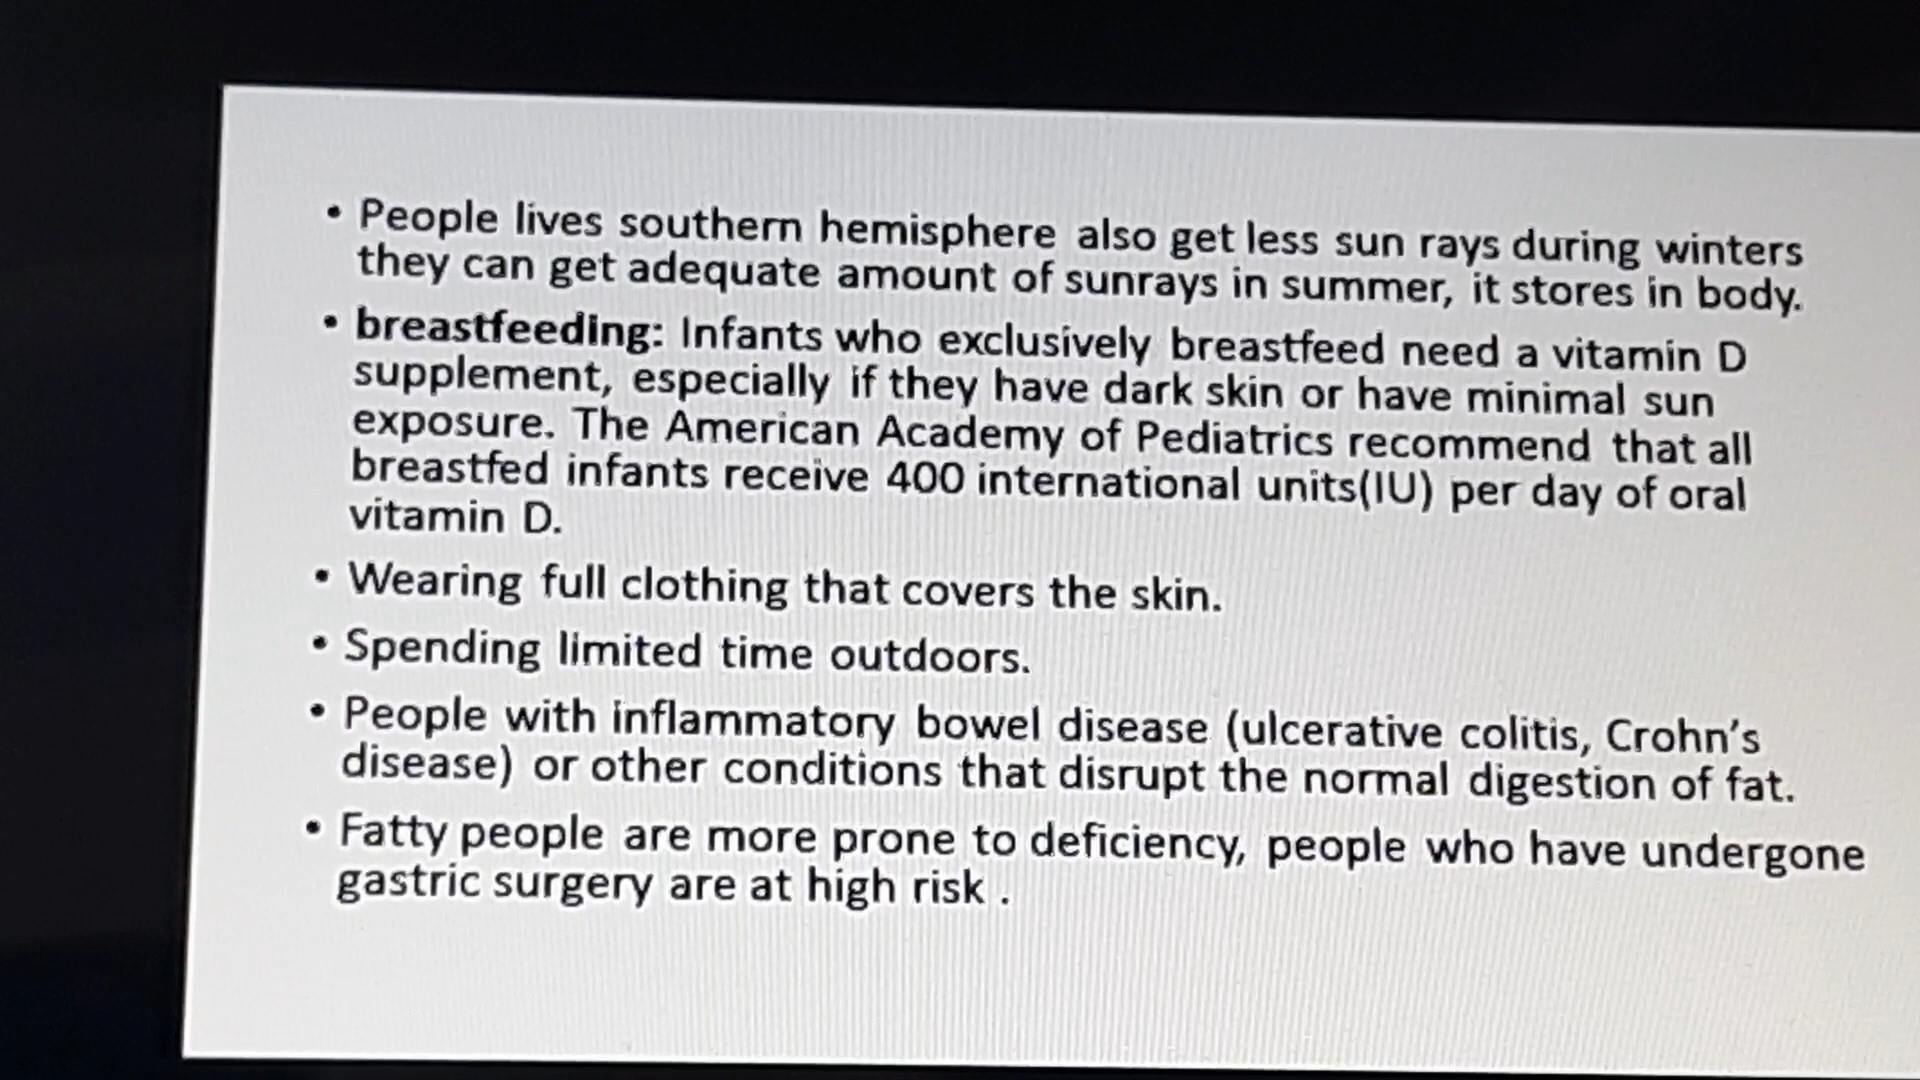 • People lives southern hemisphere also get less sun rays during winters
they can get adequate amount of sunrays in summer, it stores in body.
• breastfeeding: Infants who exclusively breastfeed need a vitamin D
supplement, especially if they have dark skin or have minimal sun
exposure. The American Academy of Pediatrics recommend that all
breastfed infants receive 400 international units(IU) per day of oral
vitamin D.
• Wearing full clothing that covers the skin.
• Spending limited time outdoors.
• People with inflammatory bowel disease (ulcerative colitis, Crohn's
disease) or other conditions that disrupt the normal digestion of fat.
• Fatty people are more prone to deficiency, people who have undergone
gastric surgery are at high risk .